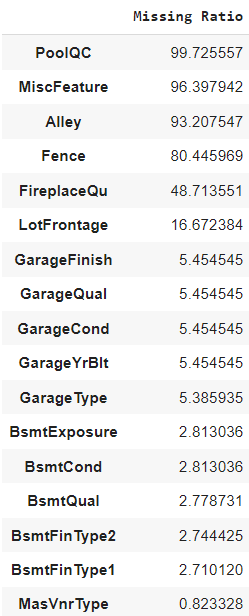 Missing Ratio
PoolQC 99.725557
MiscFeature 96.397942
Alley 93.207547
Fence 80.445969
FireplaceQu 48.713551
LotFrontage 16.672384
GarageFinish 5.454545
GarageQual 5.454545
GarageCond 5.454545
GarageYrBlt 5.454545
GarageType 5.385935
BsmtExposure 2.813036
BsmtCond 2.813036
BsmtQual 2.778731
BsmtFinType2 2.744425
BsmtFinType1 2.710120
MasVnrType 0.823328